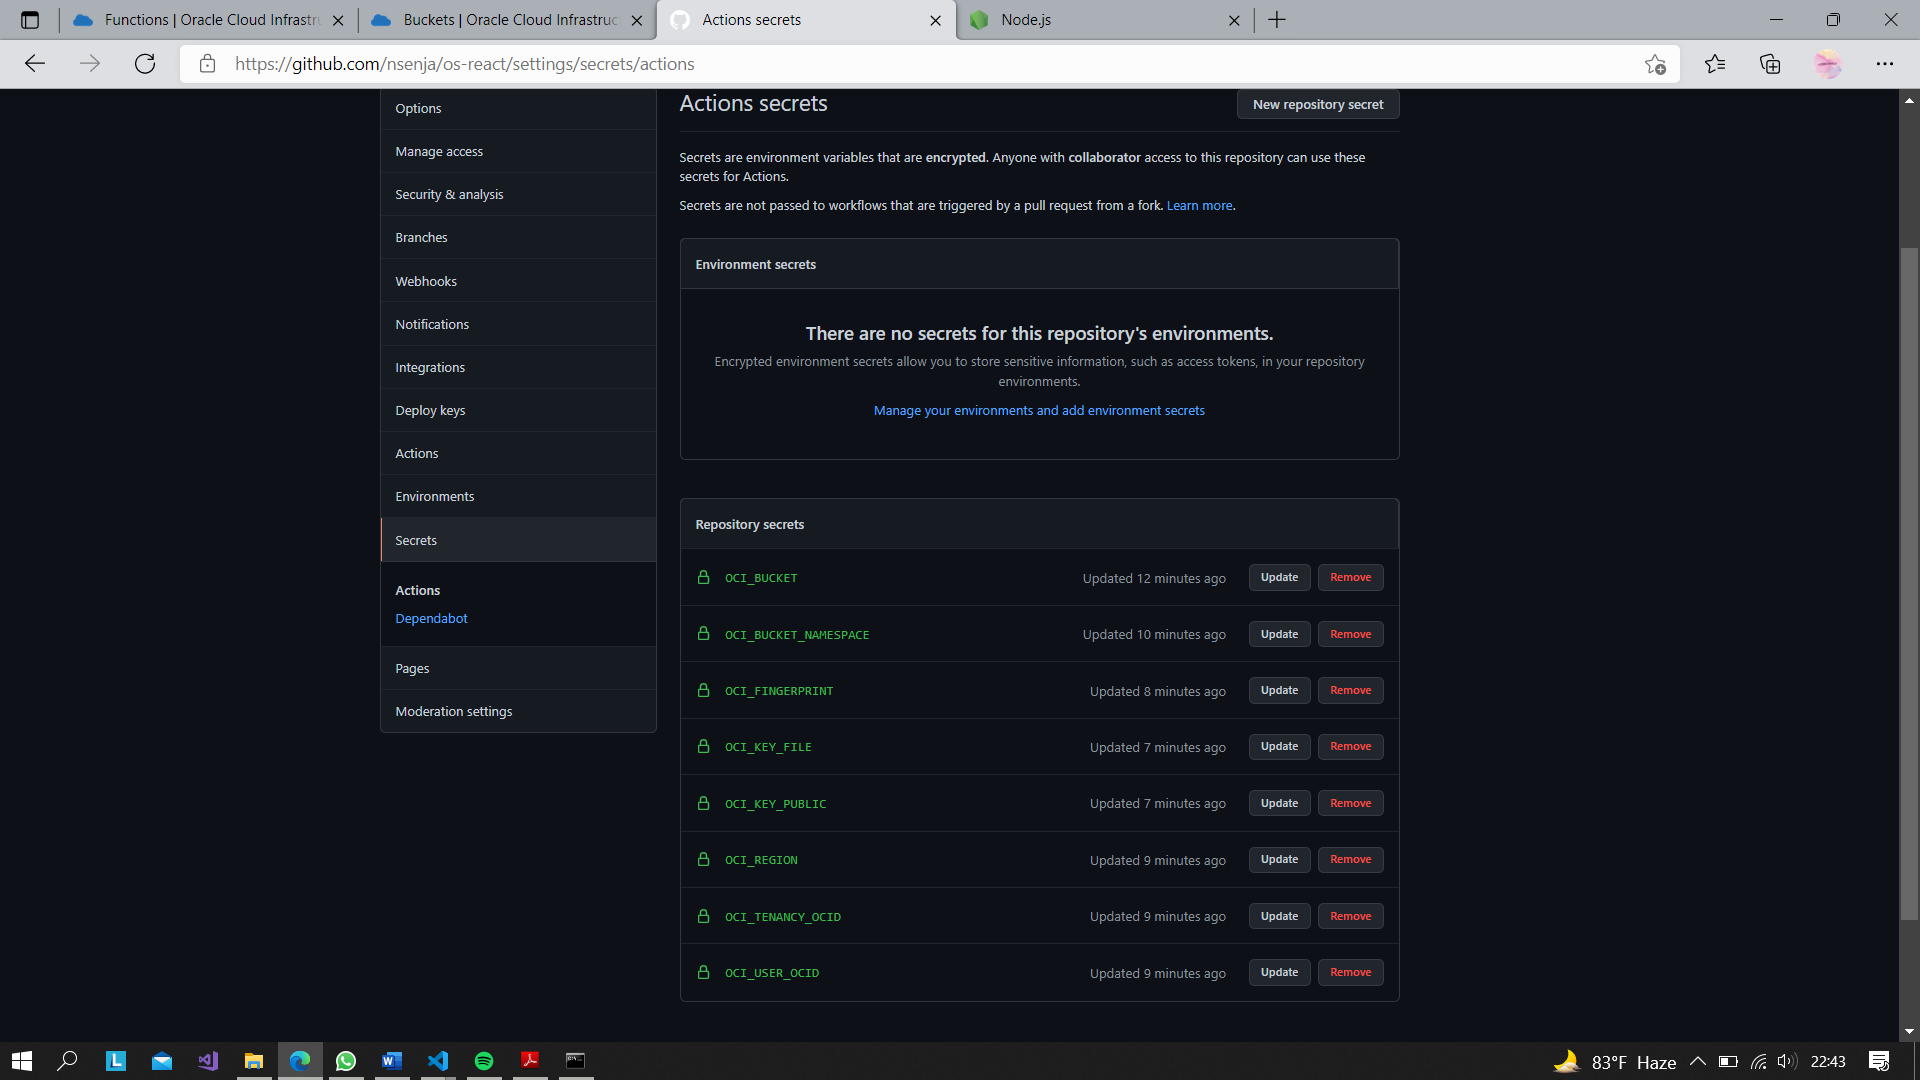 Functions | Oracle Cloud Infrastru
Buckets | Oracle Cloud Infrastruc
Actions secrets
Node.js
https://github.com/nsenja/os-react/settings/secrets/actions
Options
Manage access
Security & analysis
Branches
Webhooks
Notifications
Integrations
Deploy keys
Actions
Environments
Secrets
Actions
Dependabot
Pages
Moderation settings
Actions secrets
New repository secret
Secrets are environment variables that are encrypted. Anyone with collaborator access to this repository can use these
secrets for Actions.
Secrets are not passed to workflows that are triggered by a pull request from a fork. Learn more.
Environment secrets
There are no secrets for this repository's environments.
Encrypted environment secrets allow you to store sensitive information, such as access tokens, in your repository
environments.
Manage your environments and add environment secrets
Repository secrets
OCI_BUCKET Updated 12 minutes ago Update Remove
OCI_BUCKET_NAMESPACE Updated 10 minutes ago Update Remove
OCI_FINGERPRINT Updated 8 minutes ago Update Remove
OCI_KEY_FILE Updated 7 minutes ago Update Remove
OCI_KEY_PUBLIC Updated 7 minutes ago Update Remove
OCI_REGION Updated 9 minutes ago Update Remove
OCI_TENANCY_OCID Updated 9 minutes ago Update Remove
OCI_USER_OCID Updated 9 minutes ago Update Remove
83°F Haze
22:43